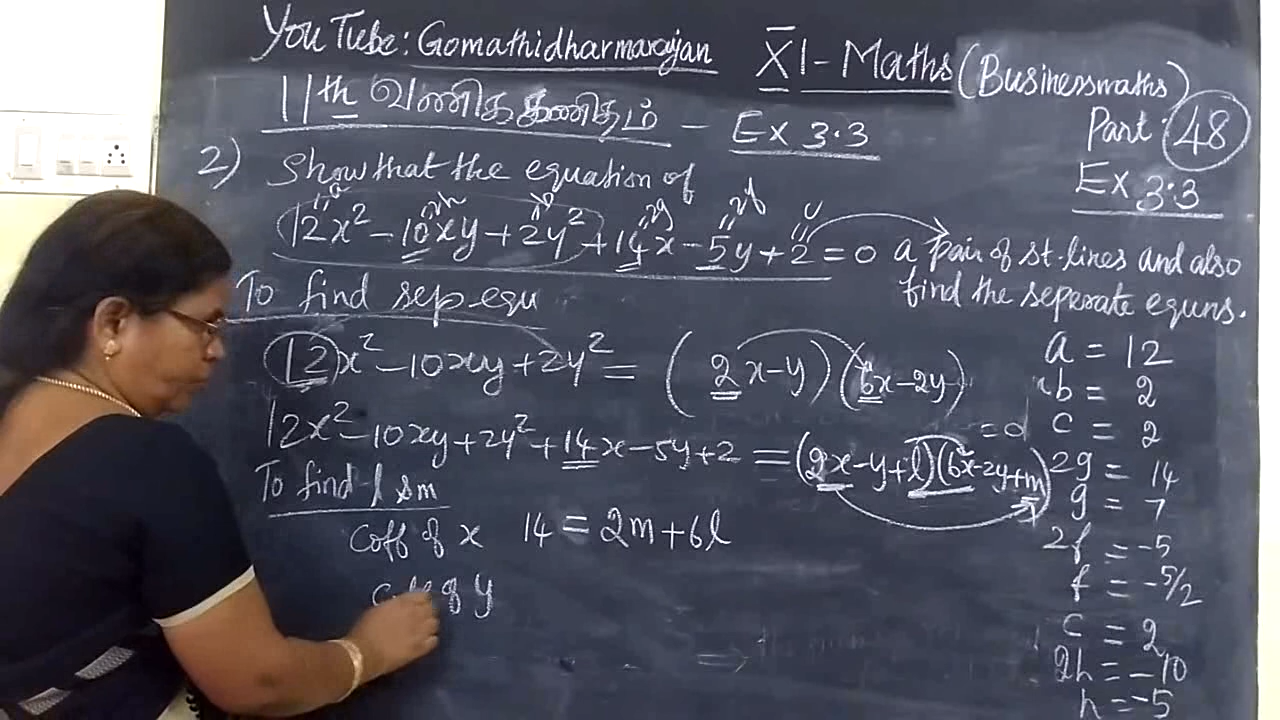 YouTube: Gomathidharmarajan
XI - Maths (Businessmaths)
11th வணிக கணிதம் - Ex 3.3
Part: 48
Ex 3.3
2) Show that the equation of
a 2h b 2g 2f c
12x² - 10xy + 2y² + 14x - 5y + 2 = 0 a pair of st. lines and also
find the seperate equns.
To find sep equ
12x² - 10xy + 2y² = (2x - y)(6x - 2y)
12x² - 10xy + 2y² + 14x - 5y + 2 = (2x - y + l)(6x - 2y + m) = 0
To find l & m
Coff of x 14 = 2m + 6l
of y
a = 12
b = 2
c = 2
2g = 14
g = 7
2f = -5
f = -5/2
c = 2
2h = -10
h = -5